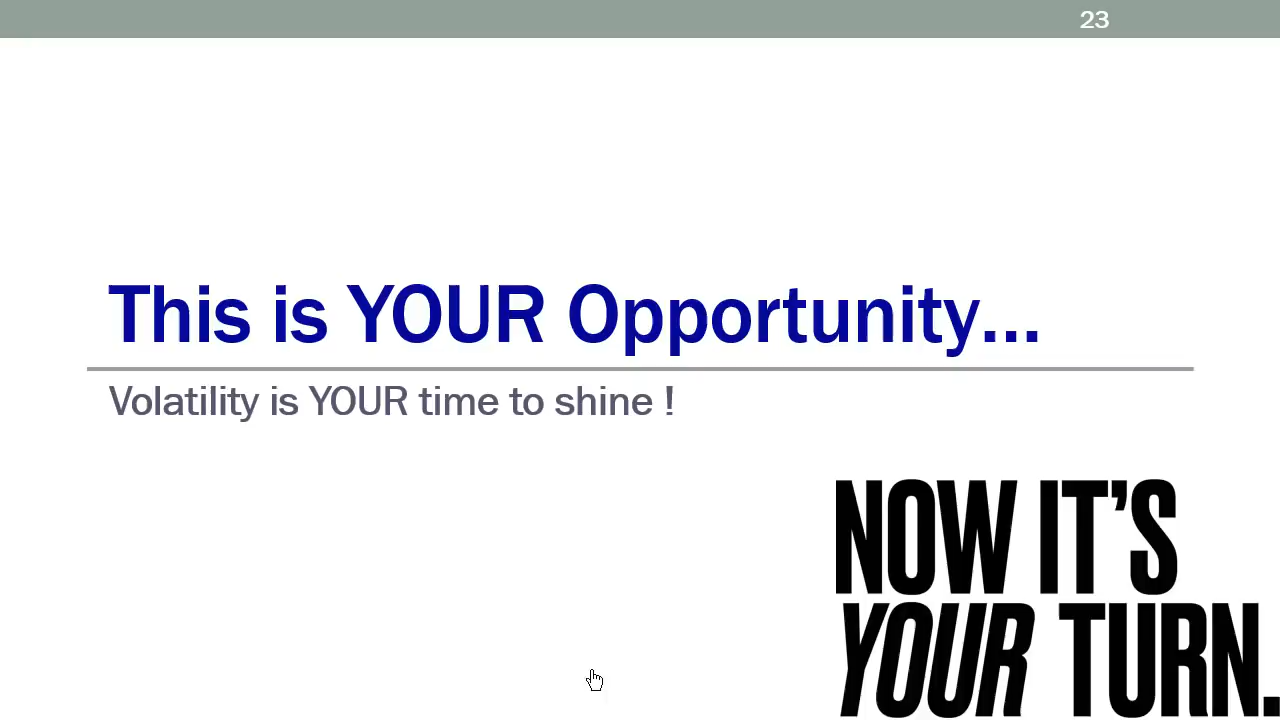 23
This is YOUR Opportunity...
Volatility is YOUR time to shine !
NOW IT'S
YOUR TURN.